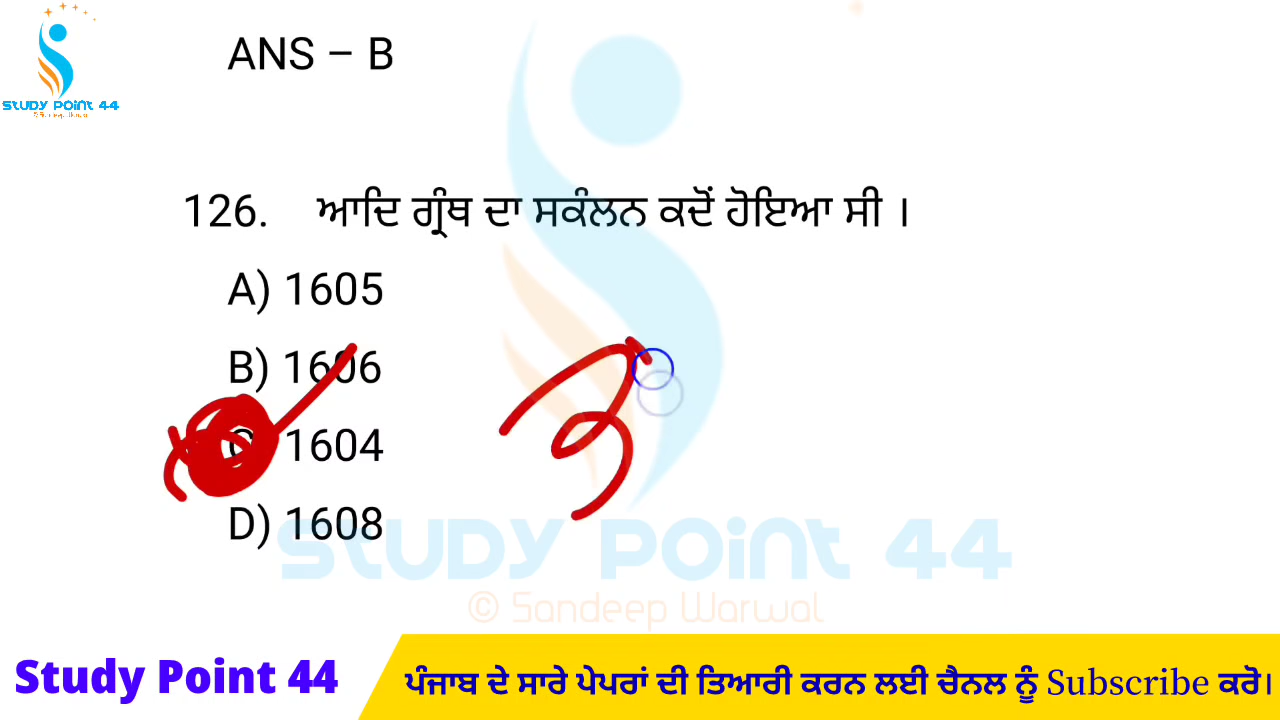 STUDY POINT 44
ANS – B
126. ਆਦਿ ਗ੍ਰੰਥ ਦਾ ਸਕੰਲਨ ਕਦੋਂ ਹੋਇਆ ਸੀ ।
A) 1605
B) 1606
C) 1604
D) 1608
STUDY POINT 44
© Sandeep Warwal
Study Point 44
ਪੰਜਾਬ ਦੇ ਸਾਰੇ ਪੇਪਰਾਂ ਦੀ ਤਿਆਰੀ ਕਰਨ ਲਈ ਚੈਨਲ ਨੂੰ Subscribe ਕਰੋ।